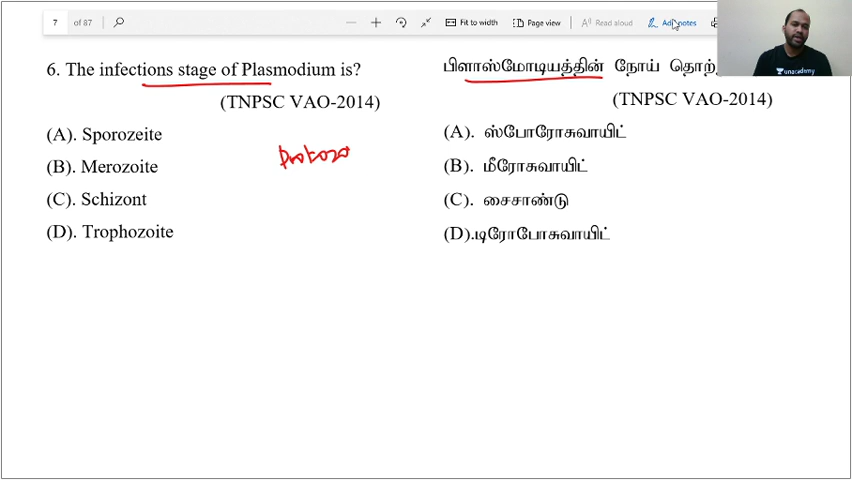 7 of 87 Fit to width Page view Read aloud Add notes
6. The infections stage of Plasmodium is?
(TNPSC VAO-2014)
(A). Sporozeite
(B). Merozoite
(C). Schizont
(D). Trophozoite
Protozo
பிளாஸ்மோடியத்தின் நோய்
(TNPSC VAO-2014)
(A). ஸ்போரோசுவாயிட்
(B). மீரோசுவாயிட்
(C). சைசாண்டு
(D).டிரோபோசுவாயிட்
unacademy